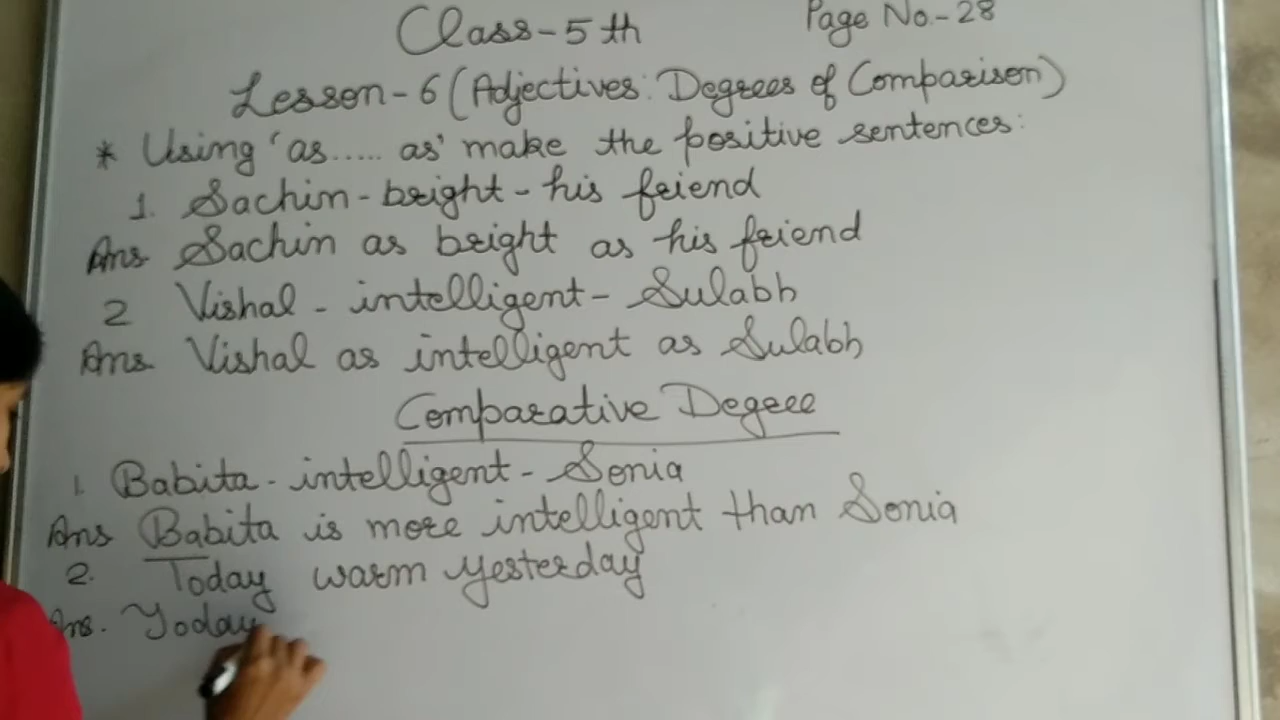 Class-5th Page No.-28
Lesson-6 (Adjectives: Degrees of Comparison)
* Using 'as..... as' make the positive sentences:
1. Sachin-bright-his friend
Ans Sachin as bright as his friend
2 Vishal - intelligent- Sulabh
Ans Vishal as intelligent as Sulabh
Comparative Degree
1. Babita-intelligent-Sonia
Ans Babita is more intelligent than Sonia
2. Today warm yesterday
Ans. Today